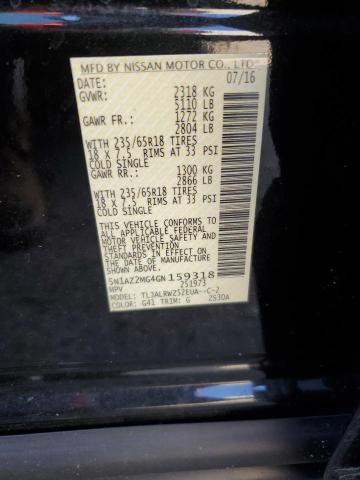 MFD BY NISSAN MOTOR CO., LTD.
DATE: 07/16
GVWR: 2318 KG
5110 LB
GAWR FR.: 1272 KG
2804 LB
WITH 235/65R18 TIRES
18 X 7.5 RIMS AT 33 PSI
COLD SINGLE
GAWR RR.: 1300 KG
2866 LB
WITH 235/65R18 TIRES
18 X 7.5 RIMS AT 33 PSI
COLD SINGLE
THIS VEHICLE CONFORMS TO
ALL APPLICABLE FEDERAL
MOTOR VEHICLE SAFETY AND
THEFT PREVENTION STANDARDS
IN EFFECT ON THE DATE OF
MANUFACTURE SHOWN ABOVE.
5N1AZ2MG4GN159318
MPV 251973
MODEL: TLJALRWZ52EUA--C-2
COLOR: G41 TRIM: G 2S30A